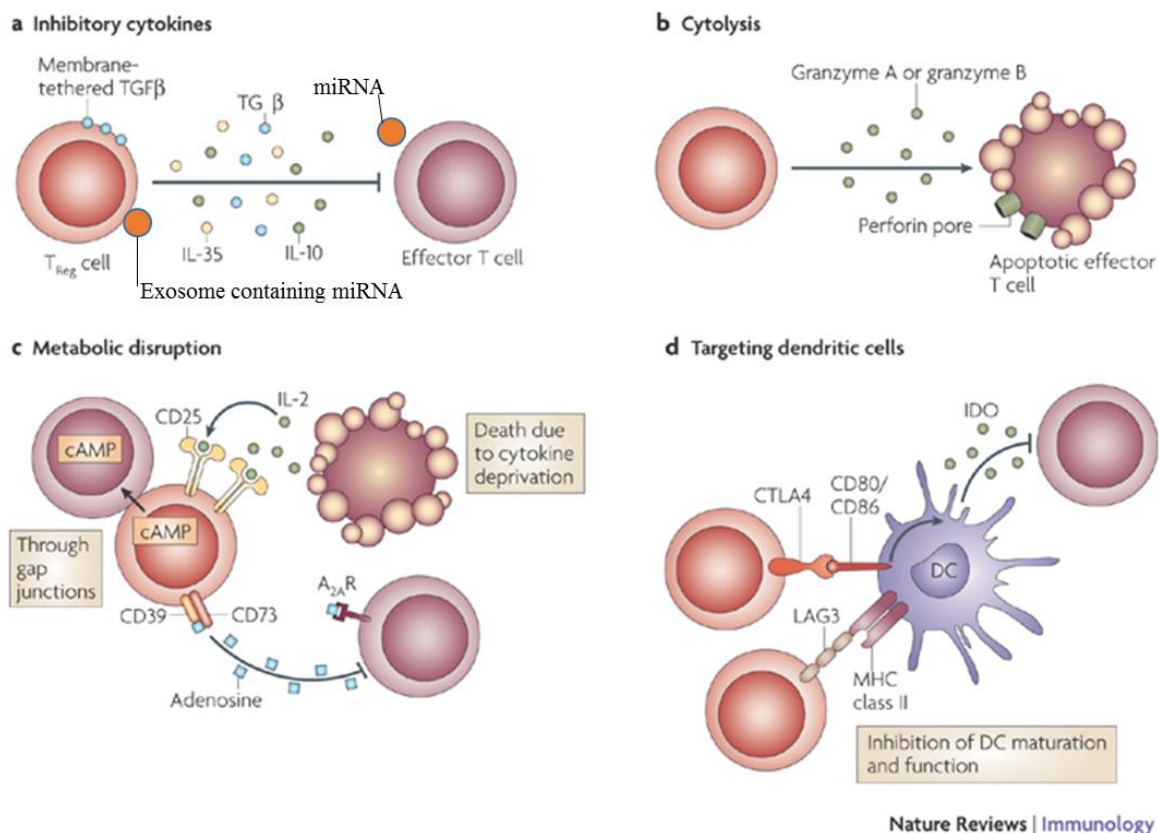 a Inhibitory cytokines
Membrane-
tethered TGFβ
TG β
miRNA
IL-35
IL-10
T Reg cell
Effector T cell
Exosome containing miRNA
b Cytolysis
Granzyme A or granzyme B
Perforin pore
Apoptotic effector
T cell
c Metabolic disruption
IL-2
CD25
cAMP
cAMP
Death due
to cytokine
deprivation
Through
gap
junctions
CD39
CD73
A2AR
Adenosine
d Targeting dendritic cells
IDO
CTLA4
CD80/
CD86
DC
LAG3
MHC
class II
Inhibition of DC maturation
and function
Nature Reviews | Immunology